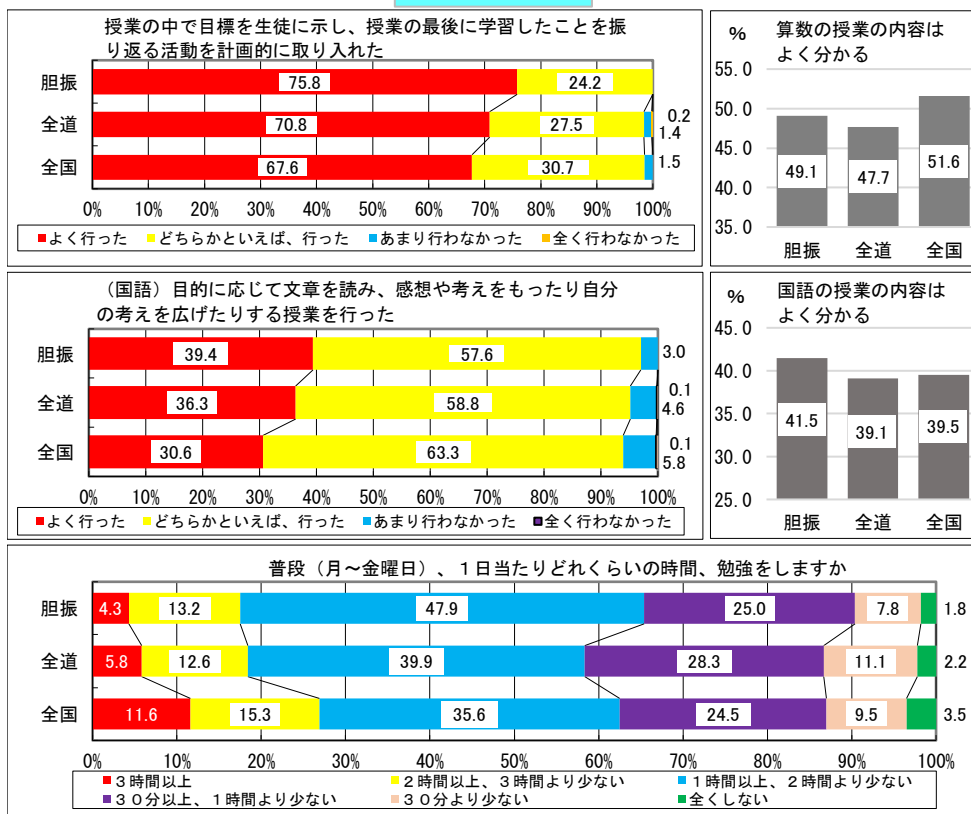 授業の中で目標を生徒に示し、授業の最後に学習したことを振
り返る活動を計画的に取り入れた
胆振 75.8 24.2
全道 70.8 27.5 0.2 1.4
全国 67.6 30.7 1.5
0% 10% 20% 30% 40% 50% 60% 70% 80% 90% 100%
よく行った どちらかといえば、行った あまり行わなかった 全く行わなかった
% 算数の授業の内容は
よく分かる
55.0
50.0
45.0
40.0
35.0
49.1 47.7 51.6
胆振 全道 全国
(国語)目的に応じて文章を読み、感想や考えをもったり自分
の考えを広げたりする授業を行った
胆振 39.4 57.6 3.0
全道 36.3 58.8 0.1 4.6
全国 30.6 63.3 0.1 5.8
0% 10% 20% 30% 40% 50% 60% 70% 80% 90% 100%
よく行った どちらかといえば、行った あまり行わなかった 全く行わなかった
% 国語の授業の内容は
よく分かる
45.0
40.0
35.0
30.0
25.0
41.5 39.1 39.5
胆振 全道 全国
普段(月~金曜日)、1日当たりどれくらいの時間、勉強をしますか
胆振 4.3 13.2 47.9 25.0 7.8 1.8
全道 5.8 12.6 39.9 28.3 11.1 2.2
全国 11.6 15.3 35.6 24.5 9.5 3.5
0% 10% 20% 30% 40% 50% 60% 70% 80% 90% 100%
3時間以上 2時間以上、3時間より少ない 1時間以上、2時間より少ない
30分以上、1時間より少ない 30分より少ない 全くしない